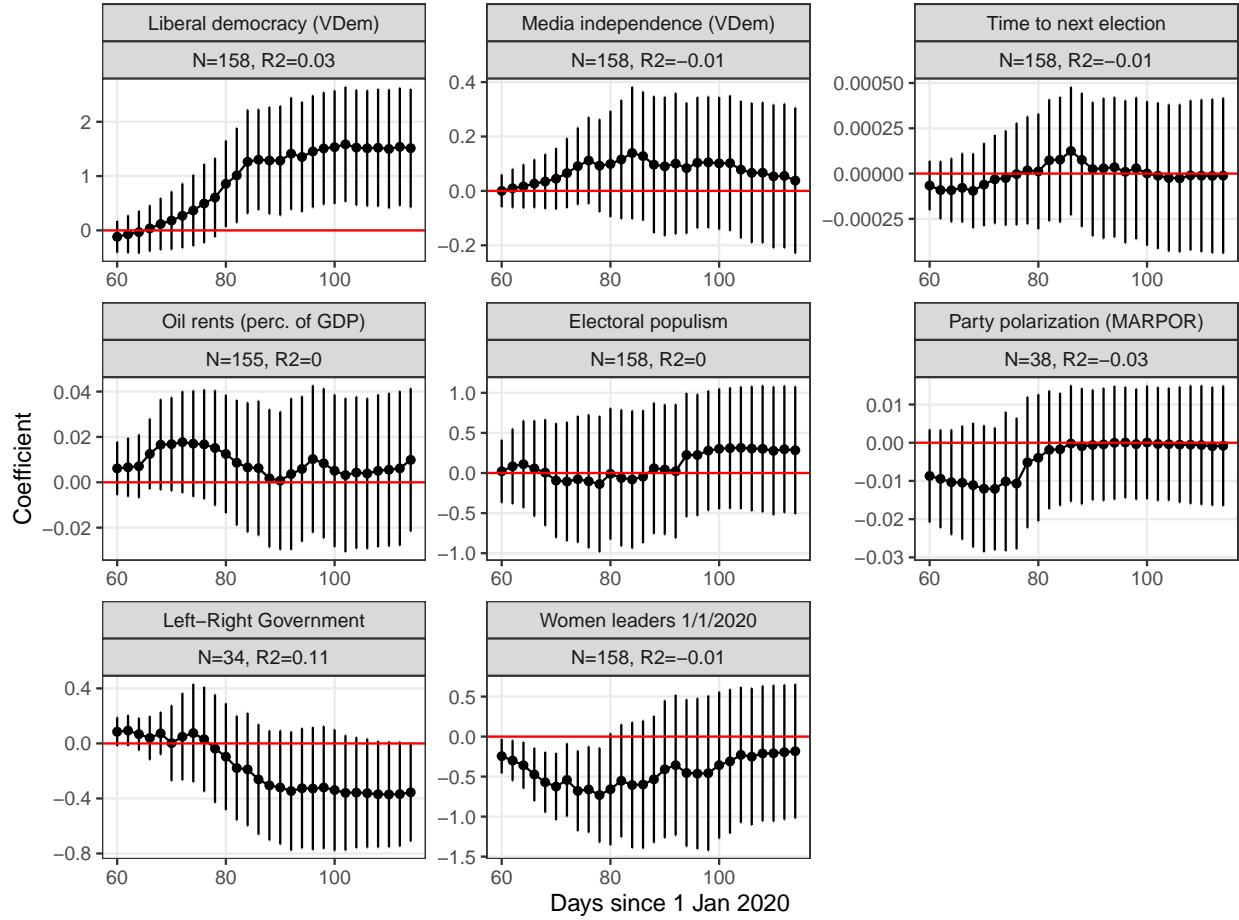 Liberal democracy (VDem)
N=158, R2=0.03
2
1
0
60 80 100
Media independence (VDem)
N=158, R2=−0.01
0.4
0.2
0.0
−0.2
60 80 100
Time to next election
N=158, R2=−0.01
0.00050
0.00025
0.00000
−0.00025
60 80 100
Oil rents (perc. of GDP)
N=155, R2=0
0.04
0.02
0.00
−0.02
60 80 100
Electoral populism
N=158, R2=0
1.0
0.5
0.0
−0.5
−1.0
60 80 100
Party polarization (MARPOR)
N=38, R2=−0.03
0.01
0.00
−0.01
−0.02
−0.03
60 80 100
Left−Right Government
N=34, R2=0.11
0.4
0.0
−0.4
−0.8
60 80 100
Women leaders 1/1/2020
N=158, R2=−0.01
0.5
0.0
−0.5
−1.0
−1.5
60 80 100
Coefficient
Days since 1 Jan 2020